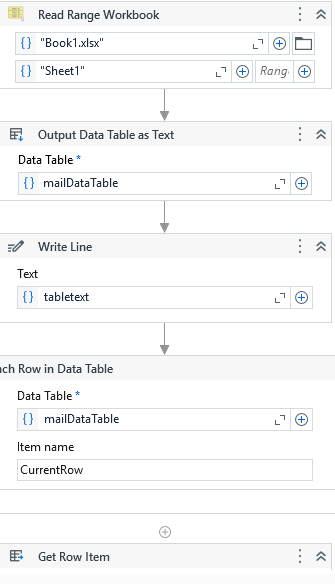 Read Range Workbook
{} "Book1.xlsx"
{} "Sheet1" Rang
Output Data Table as Text
Data Table *
{} mailDataTable
Write Line
Text
{} tabletext
ach Row in Data Table
Data Table *
{} mailDataTable
Item name
CurrentRow
Get Row Item